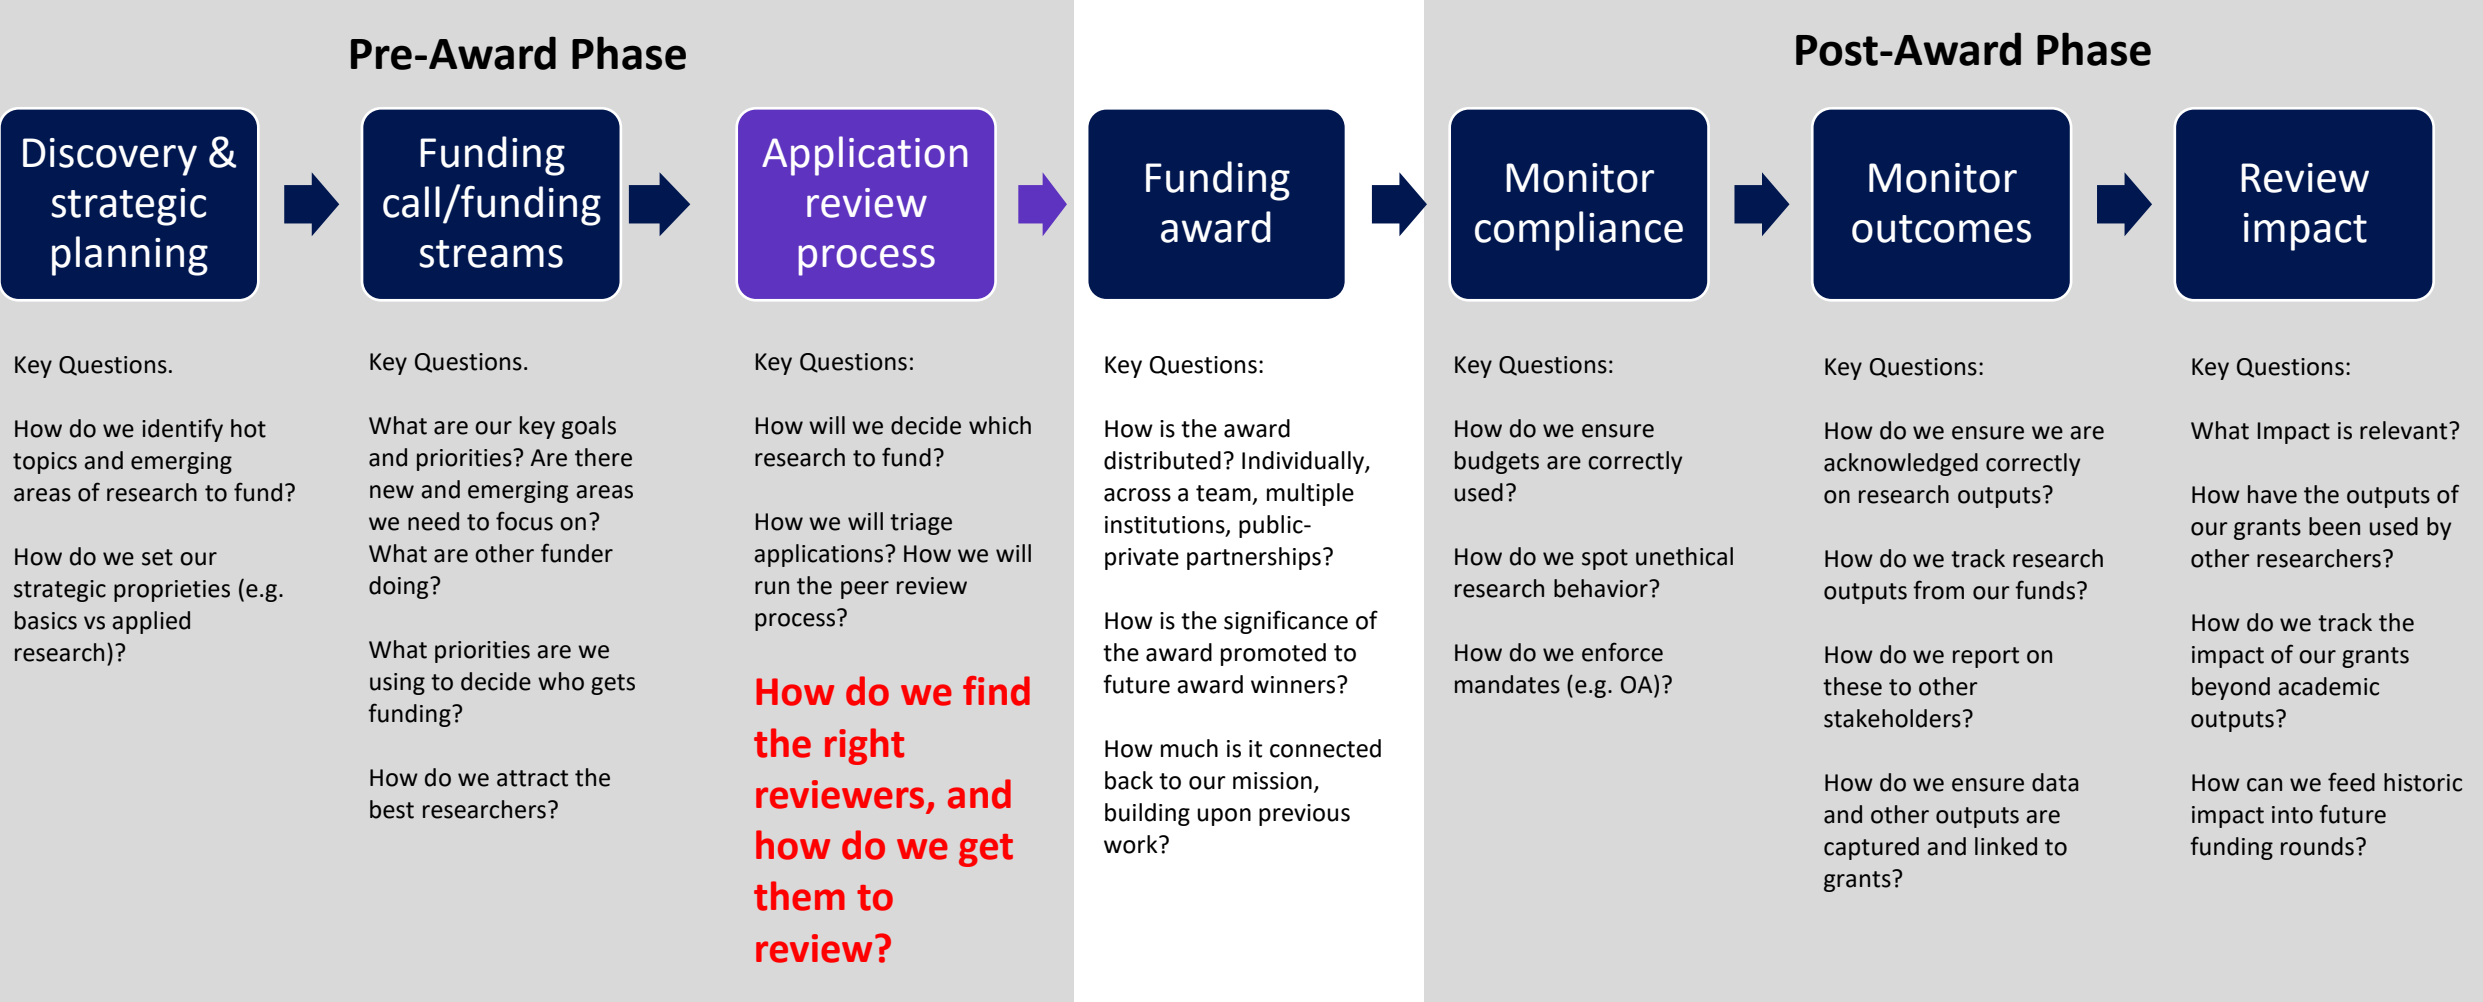 Pre-Award Phase
Post-Award Phase
Discovery &
strategic
planning
Funding
call/funding
streams
Application
review
process
Funding
award
Monitor
compliance
Monitor
outcomes
Review
impact
Key Questions.
How do we identify hot
topics and emerging
areas of research to fund?
How do we set our
strategic proprieties (e.g.
basics vs applied
research)?
Key Questions.
What are our key goals
and priorities? Are there
new and emerging areas
we need to focus on?
What are other funder
doing?
What priorities are we
using to decide who gets
funding?
How do we attract the
best researchers?
Key Questions:
How will we decide which
research to fund?
How we will triage
applications? How we will
run the peer review
process?
How do we find
the right
reviewers, and
how do we get
them to
review?
Key Questions:
How is the award
distributed? Individually,
across a team, multiple
institutions, public-
private partnerships?
How is the significance of
the award promoted to
future award winners?
How much is it connected
back to our mission,
building upon previous
work?
Key Questions:
How do we ensure
budgets are correctly
used?
How do we spot unethical
research behavior?
How do we enforce
mandates (e.g. OA)?
Key Questions:
How do we ensure we are
acknowledged correctly
on research outputs?
How do we track research
outputs from our funds?
How do we report on
these to other
stakeholders?
How do we ensure data
and other outputs are
captured and linked to
grants?
Key Questions:
What Impact is relevant?
How have the outputs of
our grants been used by
other researchers?
How do we track the
impact of our grants
beyond academic
outputs?
How can we feed historic
impact into future
funding rounds?